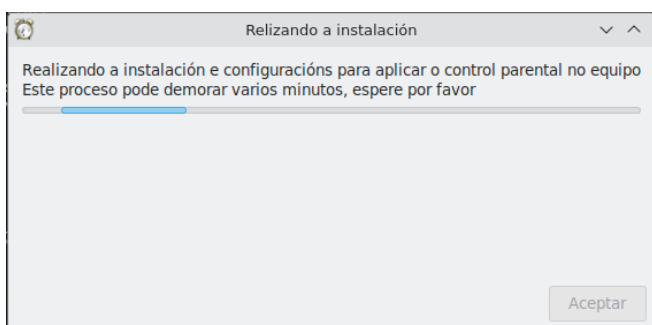 Relizando a instalación
Realizando a instalación e configuracións para aplicar o control parental no equipo
Este proceso pode demorar varios minutos, espere por favor
Aceptar